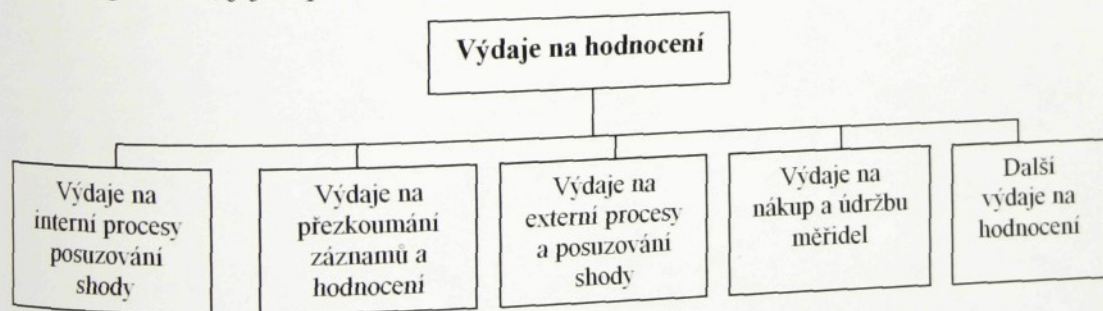 Výdaje na hodnocení
Výdaje na
interní procesy
posuzování
shody
Výdaje na
přezkoumání
záznamů a
hodnocení
Výdaje na
externí procesy
a posuzování
shody
Výdaje na
nákup a údržbu
měřidel
Další
výdaje na
hodnocení